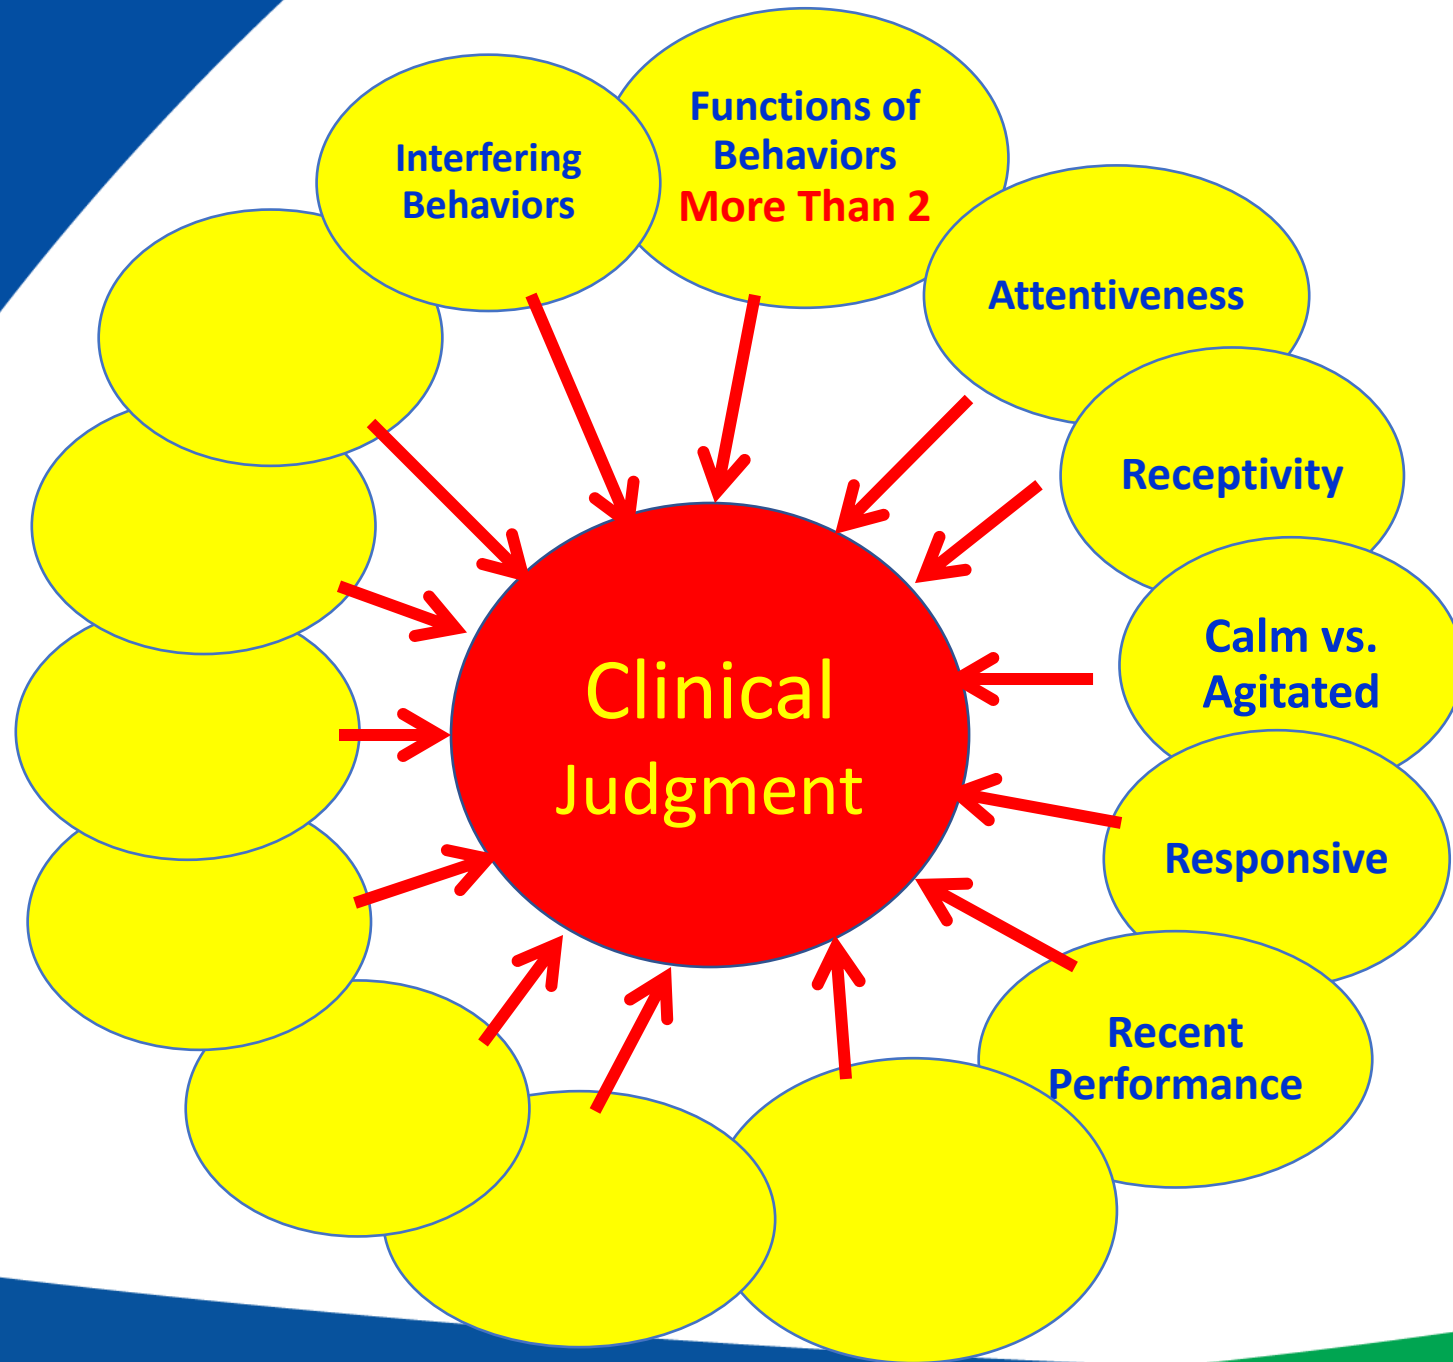 Interfering
Behaviors
Functions of
Behaviors
More Than 2
Attentiveness
Receptivity
Calm vs.
Agitated
Responsive
Recent
Performance
Clinical
Judgment